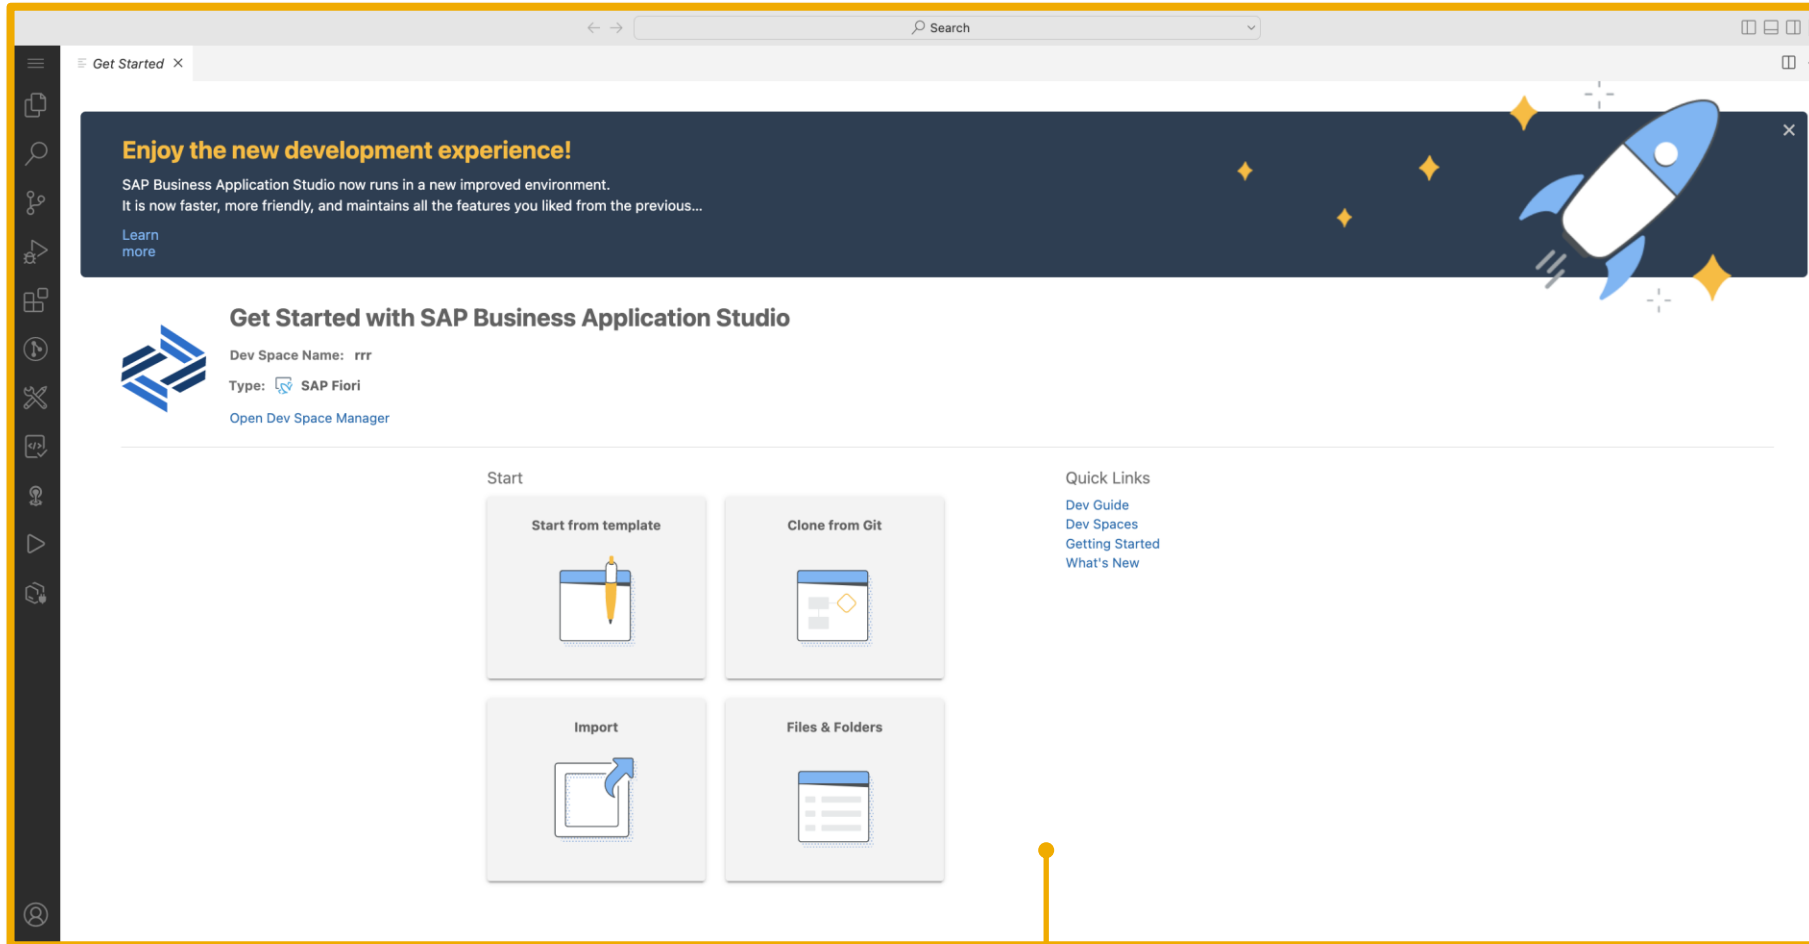 Search
Get Started
Enjoy the new development experience!
SAP Business Application Studio now runs in a new improved environment.
It is now faster, more friendly, and maintains all the features you liked from the previous...
Learn
more
Get Started with SAP Business Application Studio
Dev Space Name: rrr
Type: SAP Fiori
Open Dev Space Manager
Start
Start from template
Clone from Git
Import
Files & Folders
Quick Links
Dev Guide
Dev Spaces
Getting Started
What's New